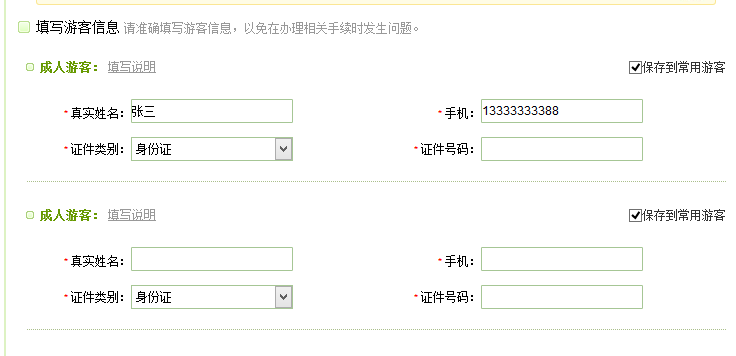 填写游客信息 请准确填写游客信息，以免在办理相关手续时发生问题。
成人游客： 填写说明 保存到常用游客
*真实姓名： 张三 *手机： 13333333388
*证件类别： 身份证 *证件号码：
成人游客： 填写说明 保存到常用游客
*真实姓名： *手机：
*证件类别： 身份证 *证件号码：